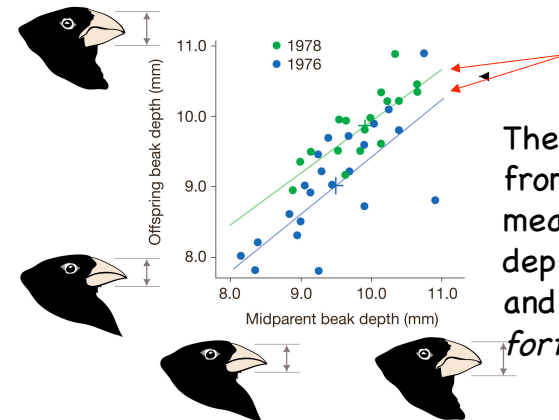 11.0
10.0
9.0
8.0
Offspring beak depth (mm)
1978
1976
8.0 9.0 10.0 11.0
Midparent beak depth (mm)
The
from
mea
dep
and
fort